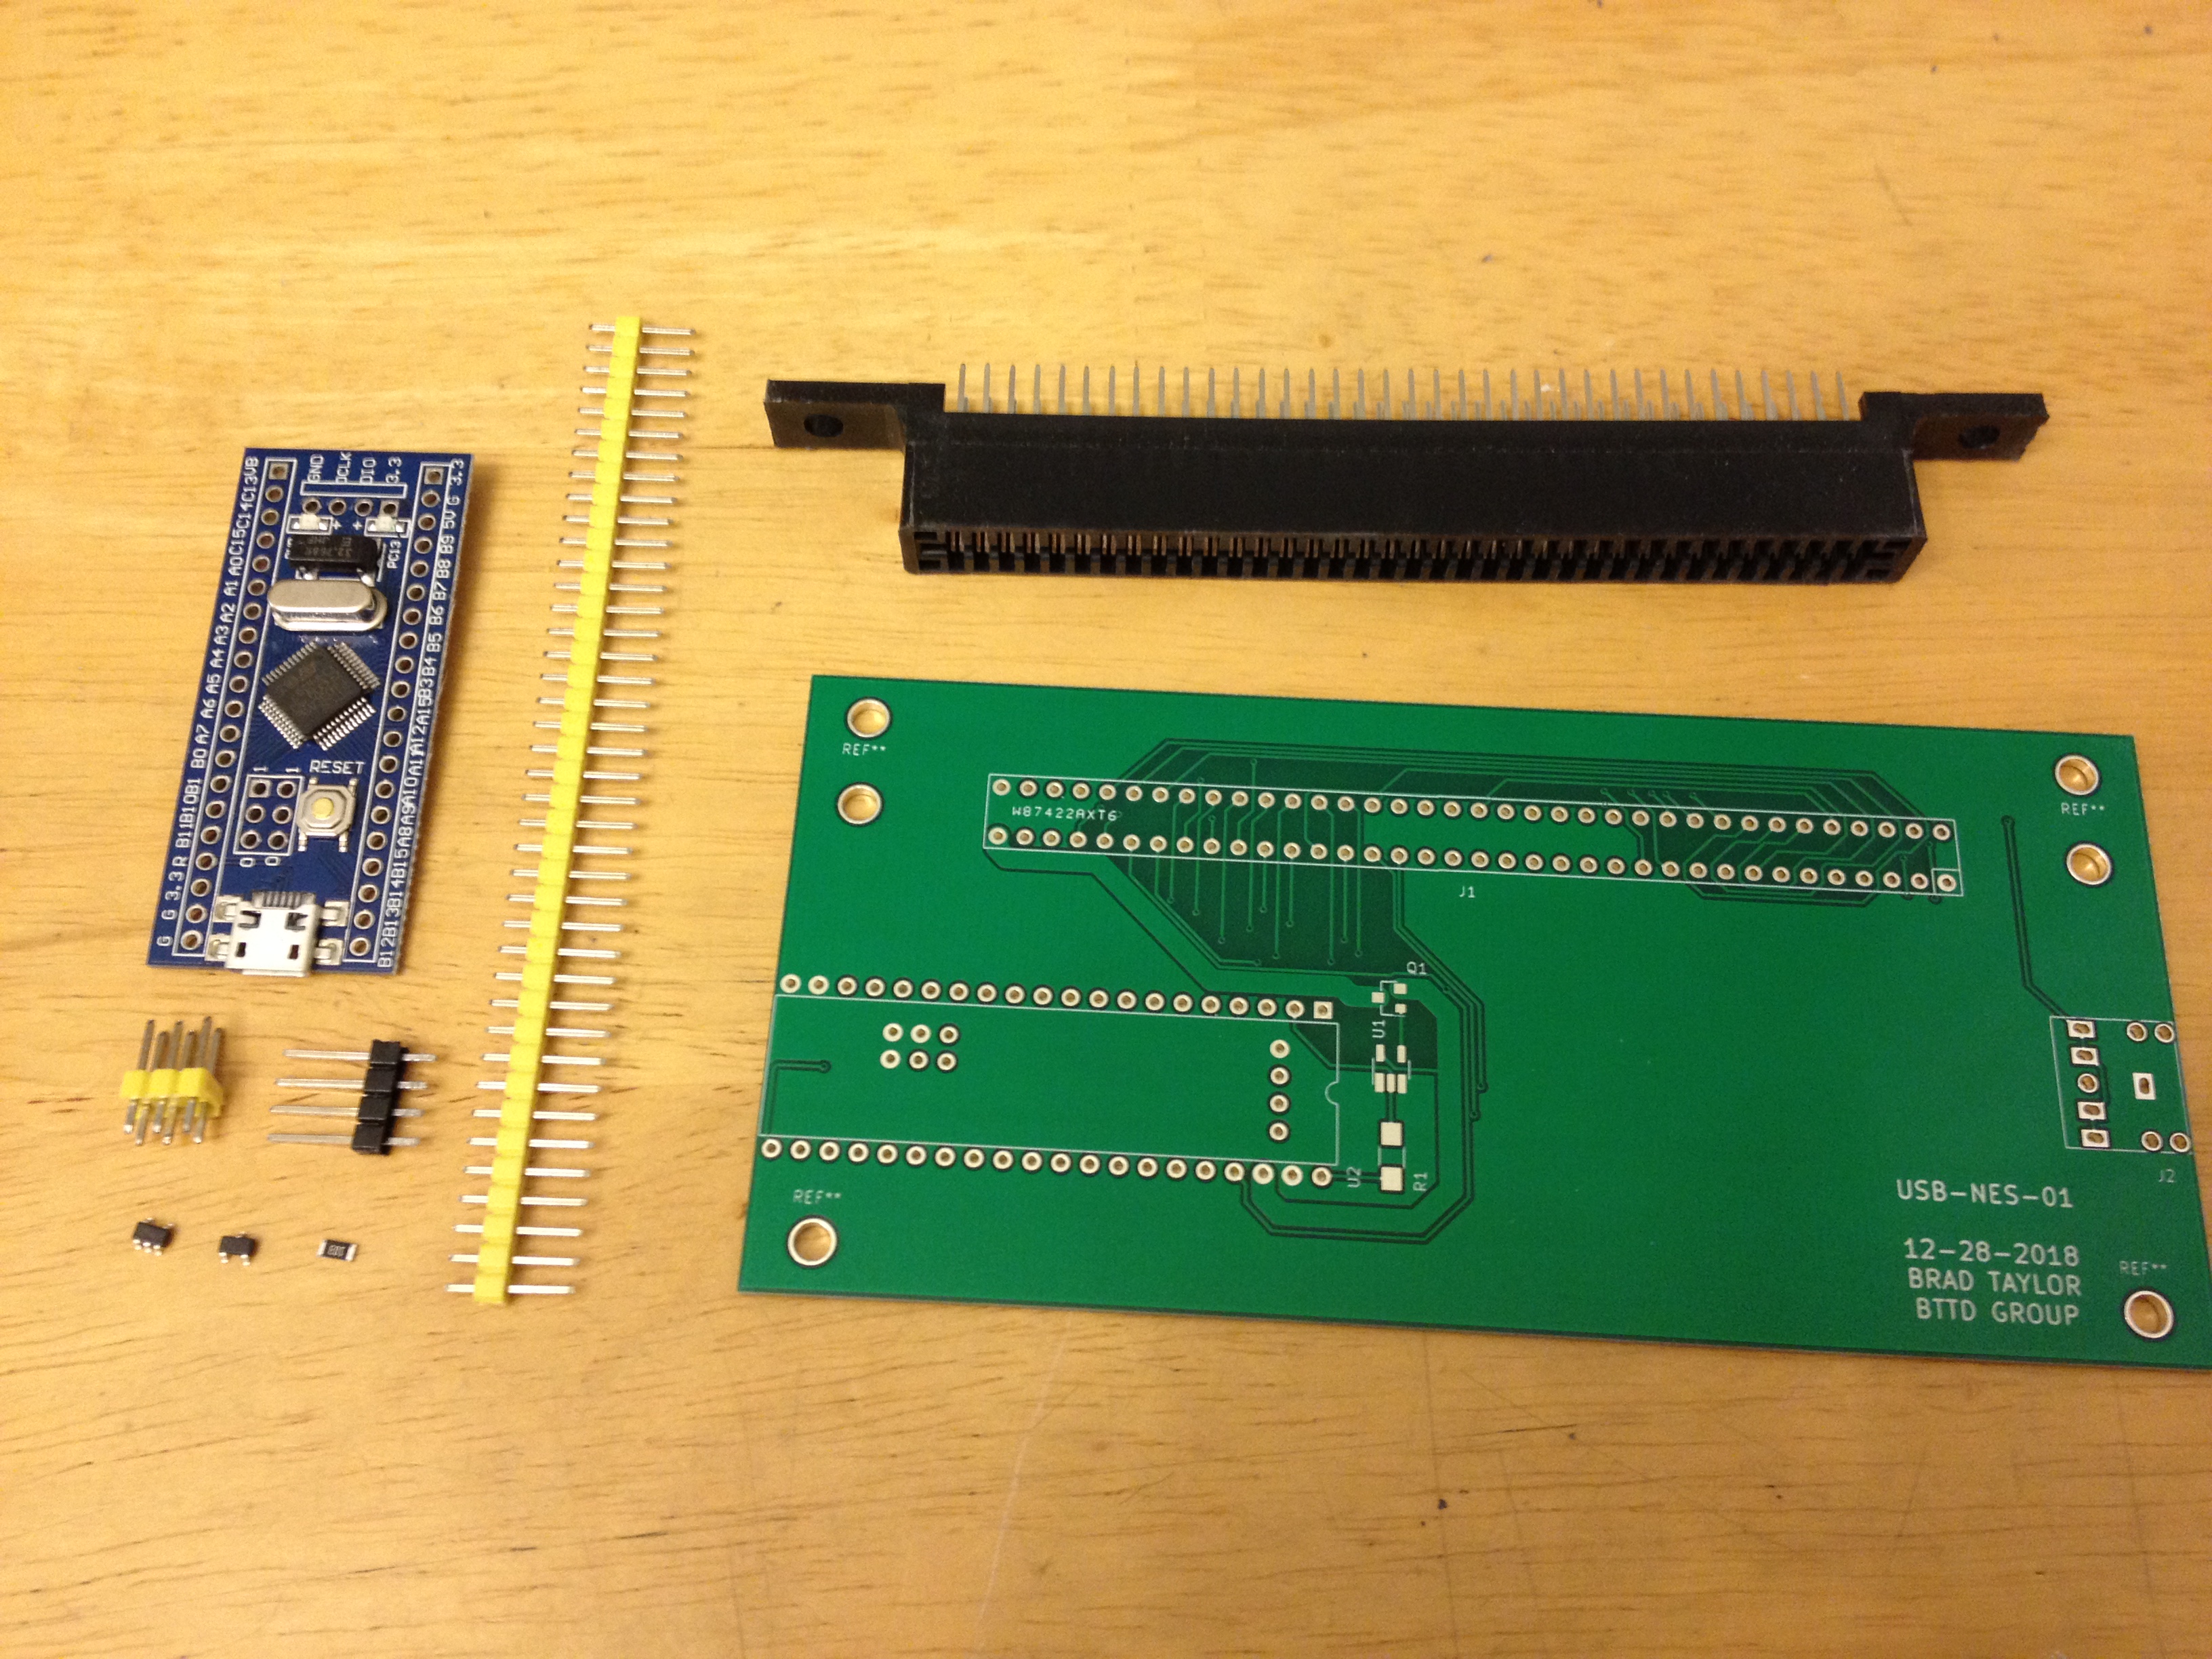 GND
DCLK
DIO
3.3
VB
C13
C14
C15
A0
A1
A2
A3
A4
A5
A6
A7
B0
B1
B10
B11
R
3.3
G
G
3.3
G
5V
B9
B8
B7
B6
B5
B4
B3
A15
A12
A11
A10
A9
A8
B15
B14
B13
B12
PC13
1
1
RESET
0
0
REF**
W87422AXT6
J1
REF**
Q1
U1
U2
R1
REF**
J2
USB-NES-01
12-28-2018
BRAD TAYLOR
BTTD GROUP
REF**